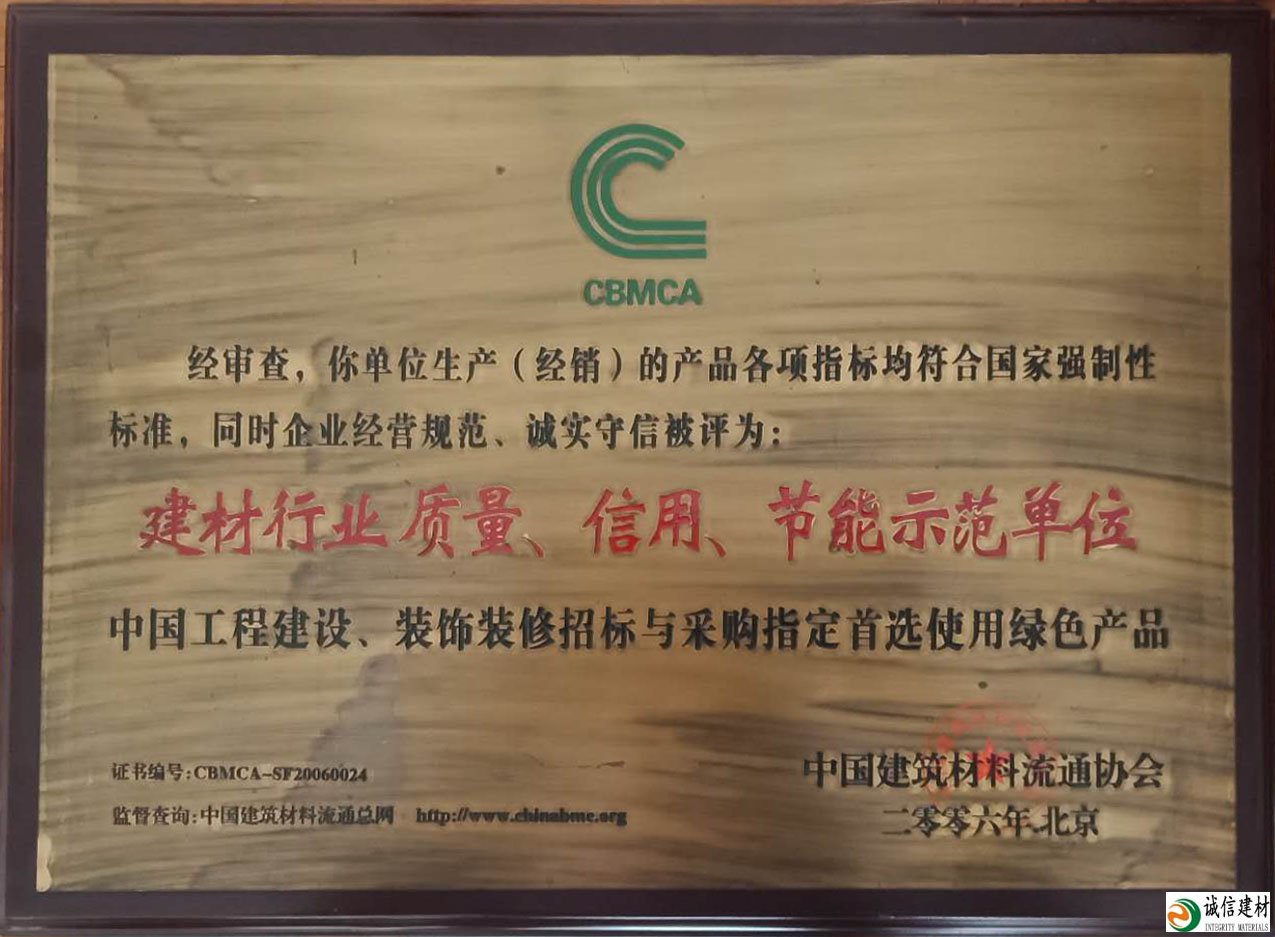 CBMCA
经审查，你单位生产（经销）的产品各项指标均符合国家强制性
标准，同时企业经营规范、诚实守信被评为：
建材行业质量、信用、节能示范单位
中国工程建设、装饰装修招标与采购指定首选使用绿色产品
证书编号：CBMCA-SF20060024
监督查询：中国建筑材料流通总网 http://www.chinabme.org
中国建筑材料流通协会
二零零六年.北京
诚信建材
INTEGRITY MATERIALS